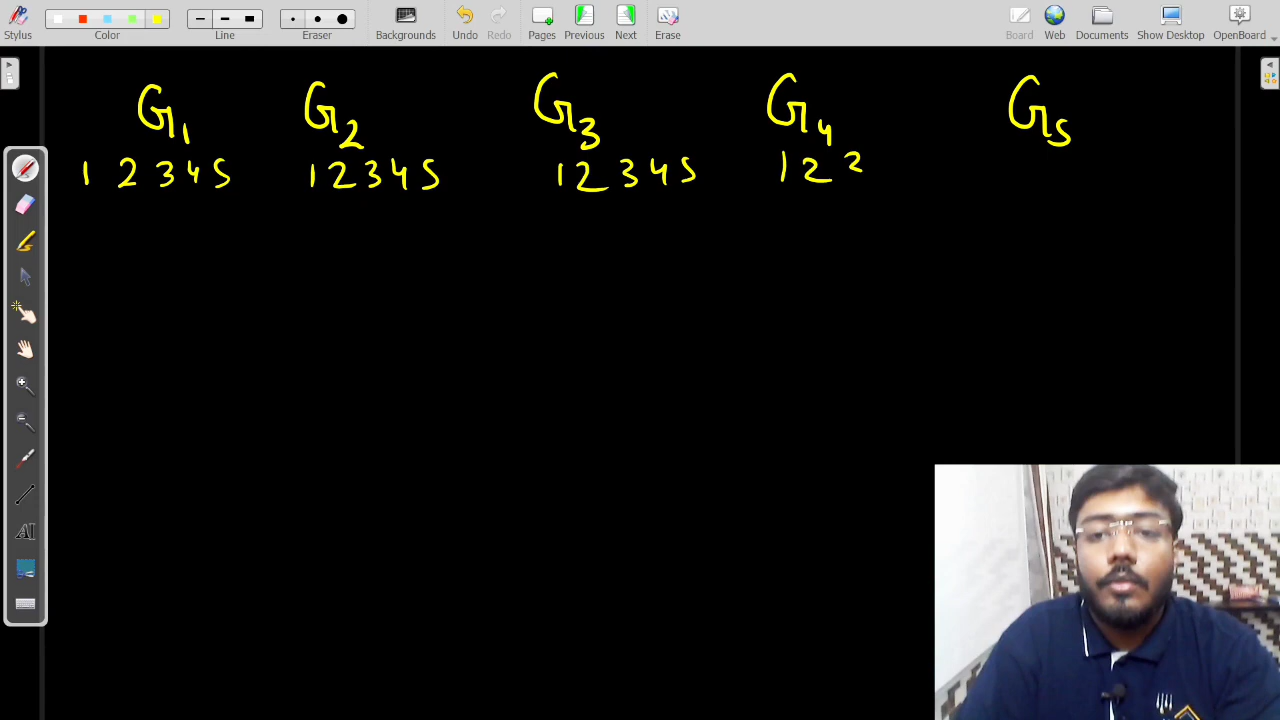 Stylus Color Line Eraser Backgrounds Undo Redo Pages Previous Next Erase Board Web Documents Show Desktop OpenBoard
G1 G2 G3 G4 G5
1 2 3 4 5 1 2 3 4 5 1 2 3 4 5 1 2
AI